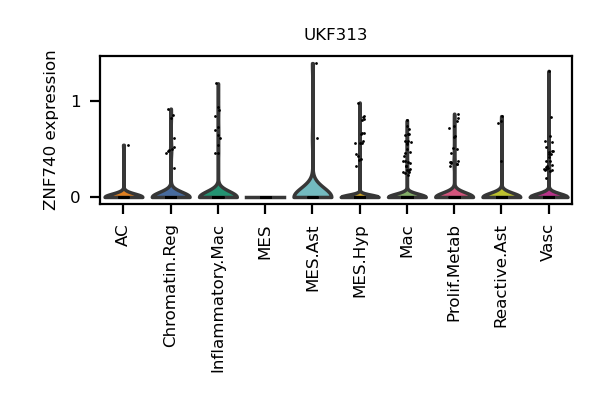 UKF313
ZNF740 expression
1
0
AC
Chromatin.Reg
Inflammatory.Mac
MES
MES.Ast
MES.Hyp
Mac
Prolif.Metab
Reactive.Ast
Vasc